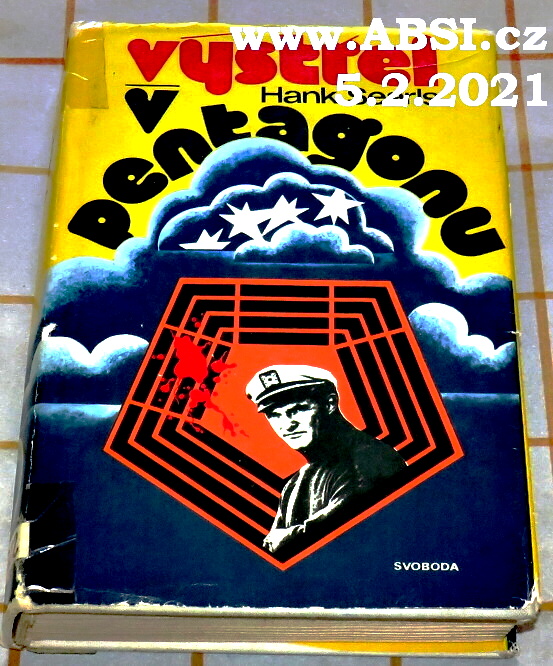 www.ABSI.cz
výstřel
5.2.2021
Hank Searls
v
pentagonu
SVOBODA